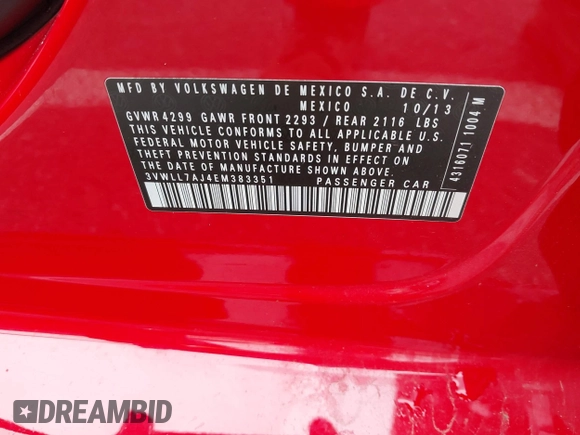 MFD BY VOLKSWAGEN DE MEXICO S.A. DE C.V.
MEXICO 10/13
GVWR 4299 GAWR FRONT 2293 / REAR 2116 LBS
THIS VEHICLE CONFORMS TO ALL APPLICABLE U.S.
FEDERAL MOTOR VEHICLE SAFETY, BUMPER AND
THEFT PREVENTION STANDARDS IN EFFECT ON
THE DATE OF MANUFACTURE SHOWN ABOVE.
3VWLL7AJ4EM383351 PASSENGER CAR
4316071 1004 M
DREAMBID